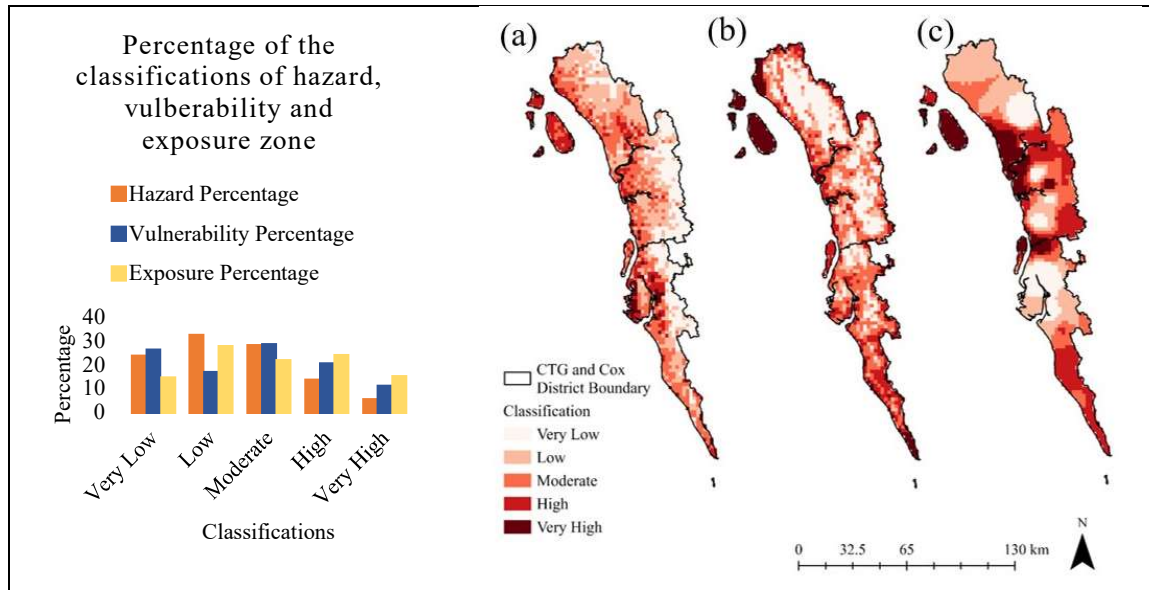 Percentage of the
classifications of hazard,
vulberability and
exposure zone
Hazard Percentage
Vulnerability Percentage
Exposure Percentage
40
30
20
10
0
Percentage
Very Low
Low
Moderate
High
Very High
Classifications
(a)
(b)
(c)
CTG and Cox
District Boundary
Classification
Very Low
Low
Moderate
High
Very High
N
0 32.5 65 130 km